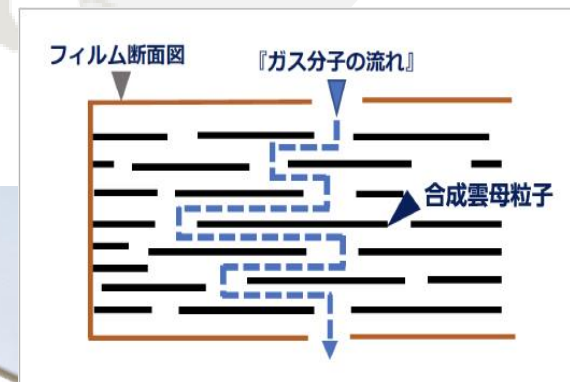 フィルム断面図
『ガス分子の流れ』
合成雲母粒子